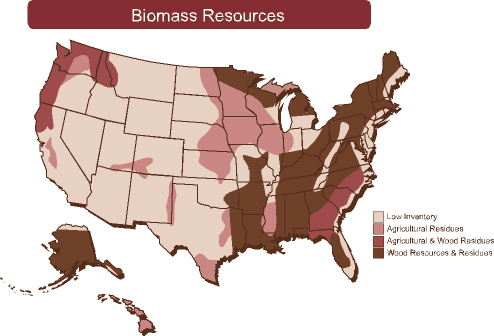 Biomass Resources
Low Inventory
Agricultural Residues
Agricultural & Wood Residues
Wood Resources & Residues